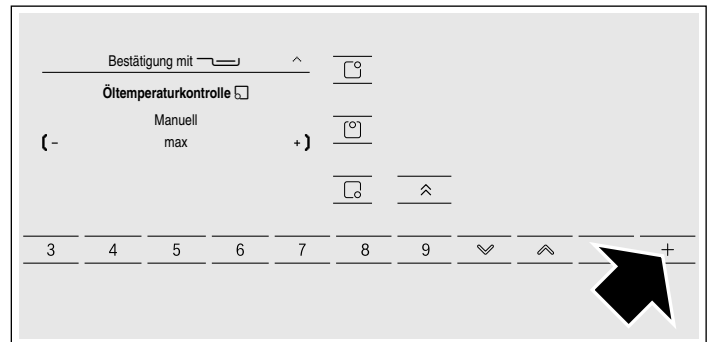 Bestätigung mit
Öltemperaturkontrolle
Manuell
- max +
3 4 5 6 7 8 9 +